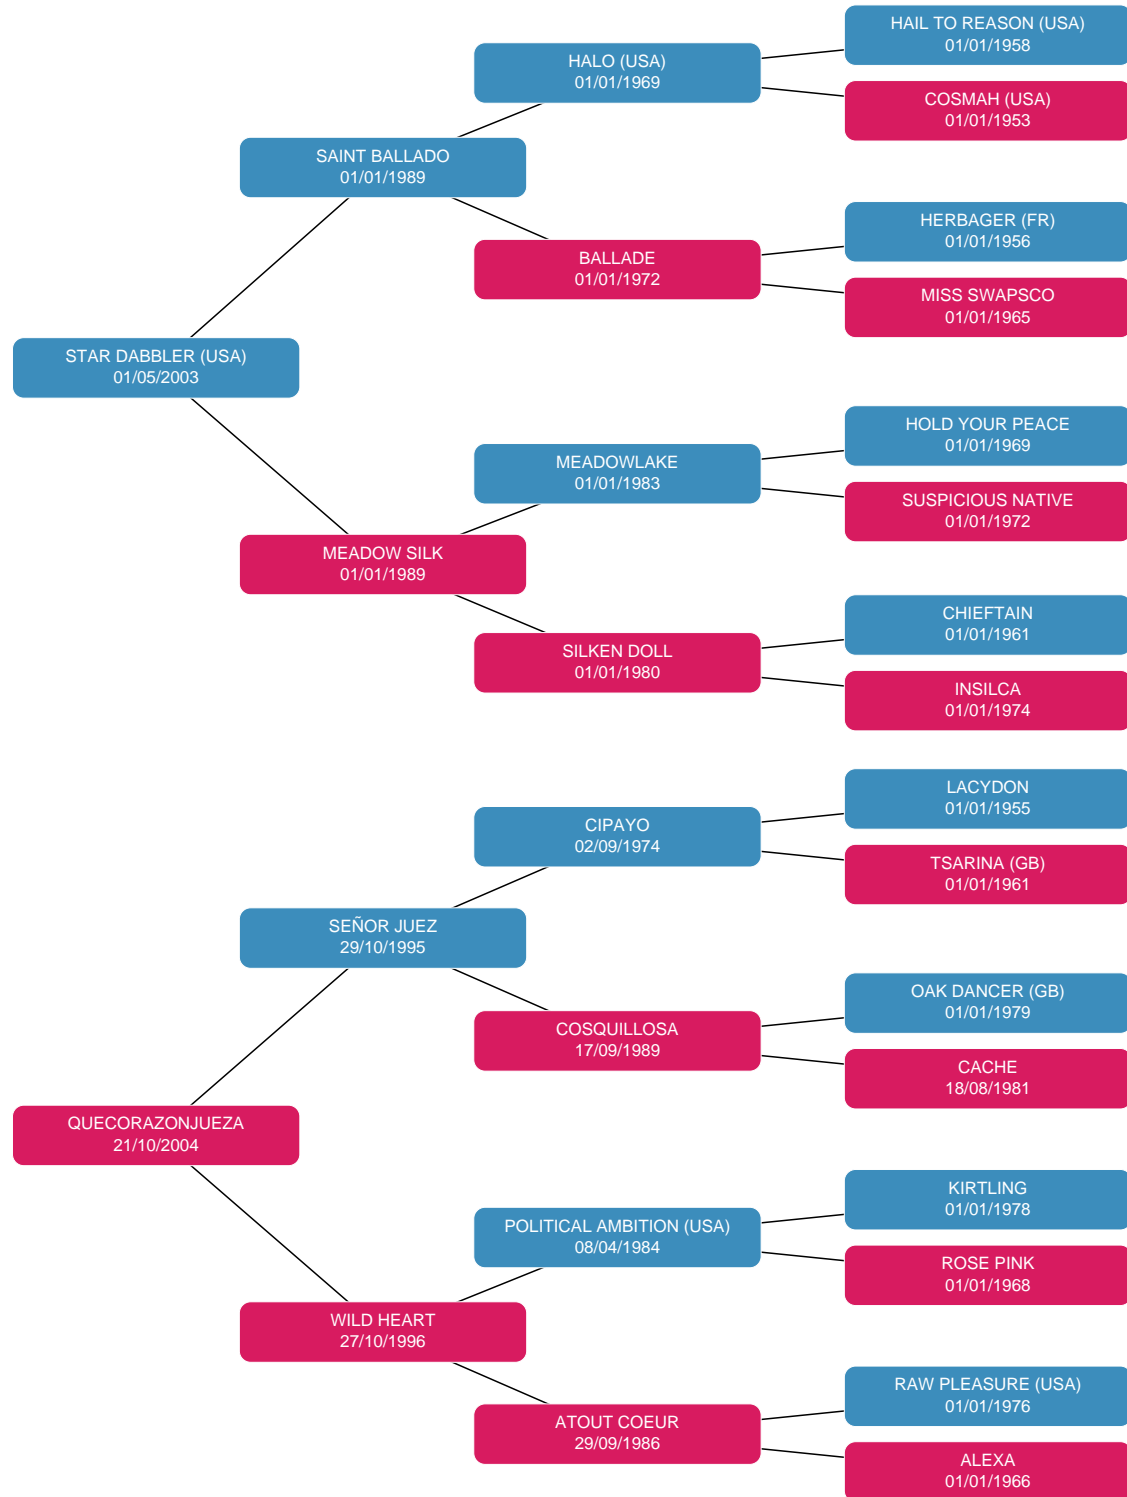 HAIL TO REASON (USA)
01/01/1958
HALO (USA)
01/01/1969
COSMAH (USA)
01/01/1953
SAINT BALLADO
01/01/1989
HERBAGER (FR)
01/01/1956
BALLADE
01/01/1972
MISS SWAPSCO
01/01/1965
STAR DABBLER (USA)
01/05/2003
HOLD YOUR PEACE
01/01/1969
MEADOWLAKE
01/01/1983
SUSPICIOUS NATIVE
01/01/1972
MEADOW SILK
01/01/1989
CHIEFTAIN
01/01/1961
SILKEN DOLL
01/01/1980
INSILCA
01/01/1974
LACYDON
01/01/1955
CIPAYO
02/09/1974
TSARINA (GB)
01/01/1961
SEÑOR JUEZ
29/10/1995
OAK DANCER (GB)
01/01/1979
COSQUILLOSA
17/09/1989
CACHE
18/08/1981
QUECORAZONJUEZA
21/10/2004
KIRTLING
01/01/1978
POLITICAL AMBITION (USA)
08/04/1984
ROSE PINK
01/01/1968
WILD HEART
27/10/1996
RAW PLEASURE (USA)
01/01/1976
ATOUT COEUR
29/09/1986
ALEXA
01/01/1966